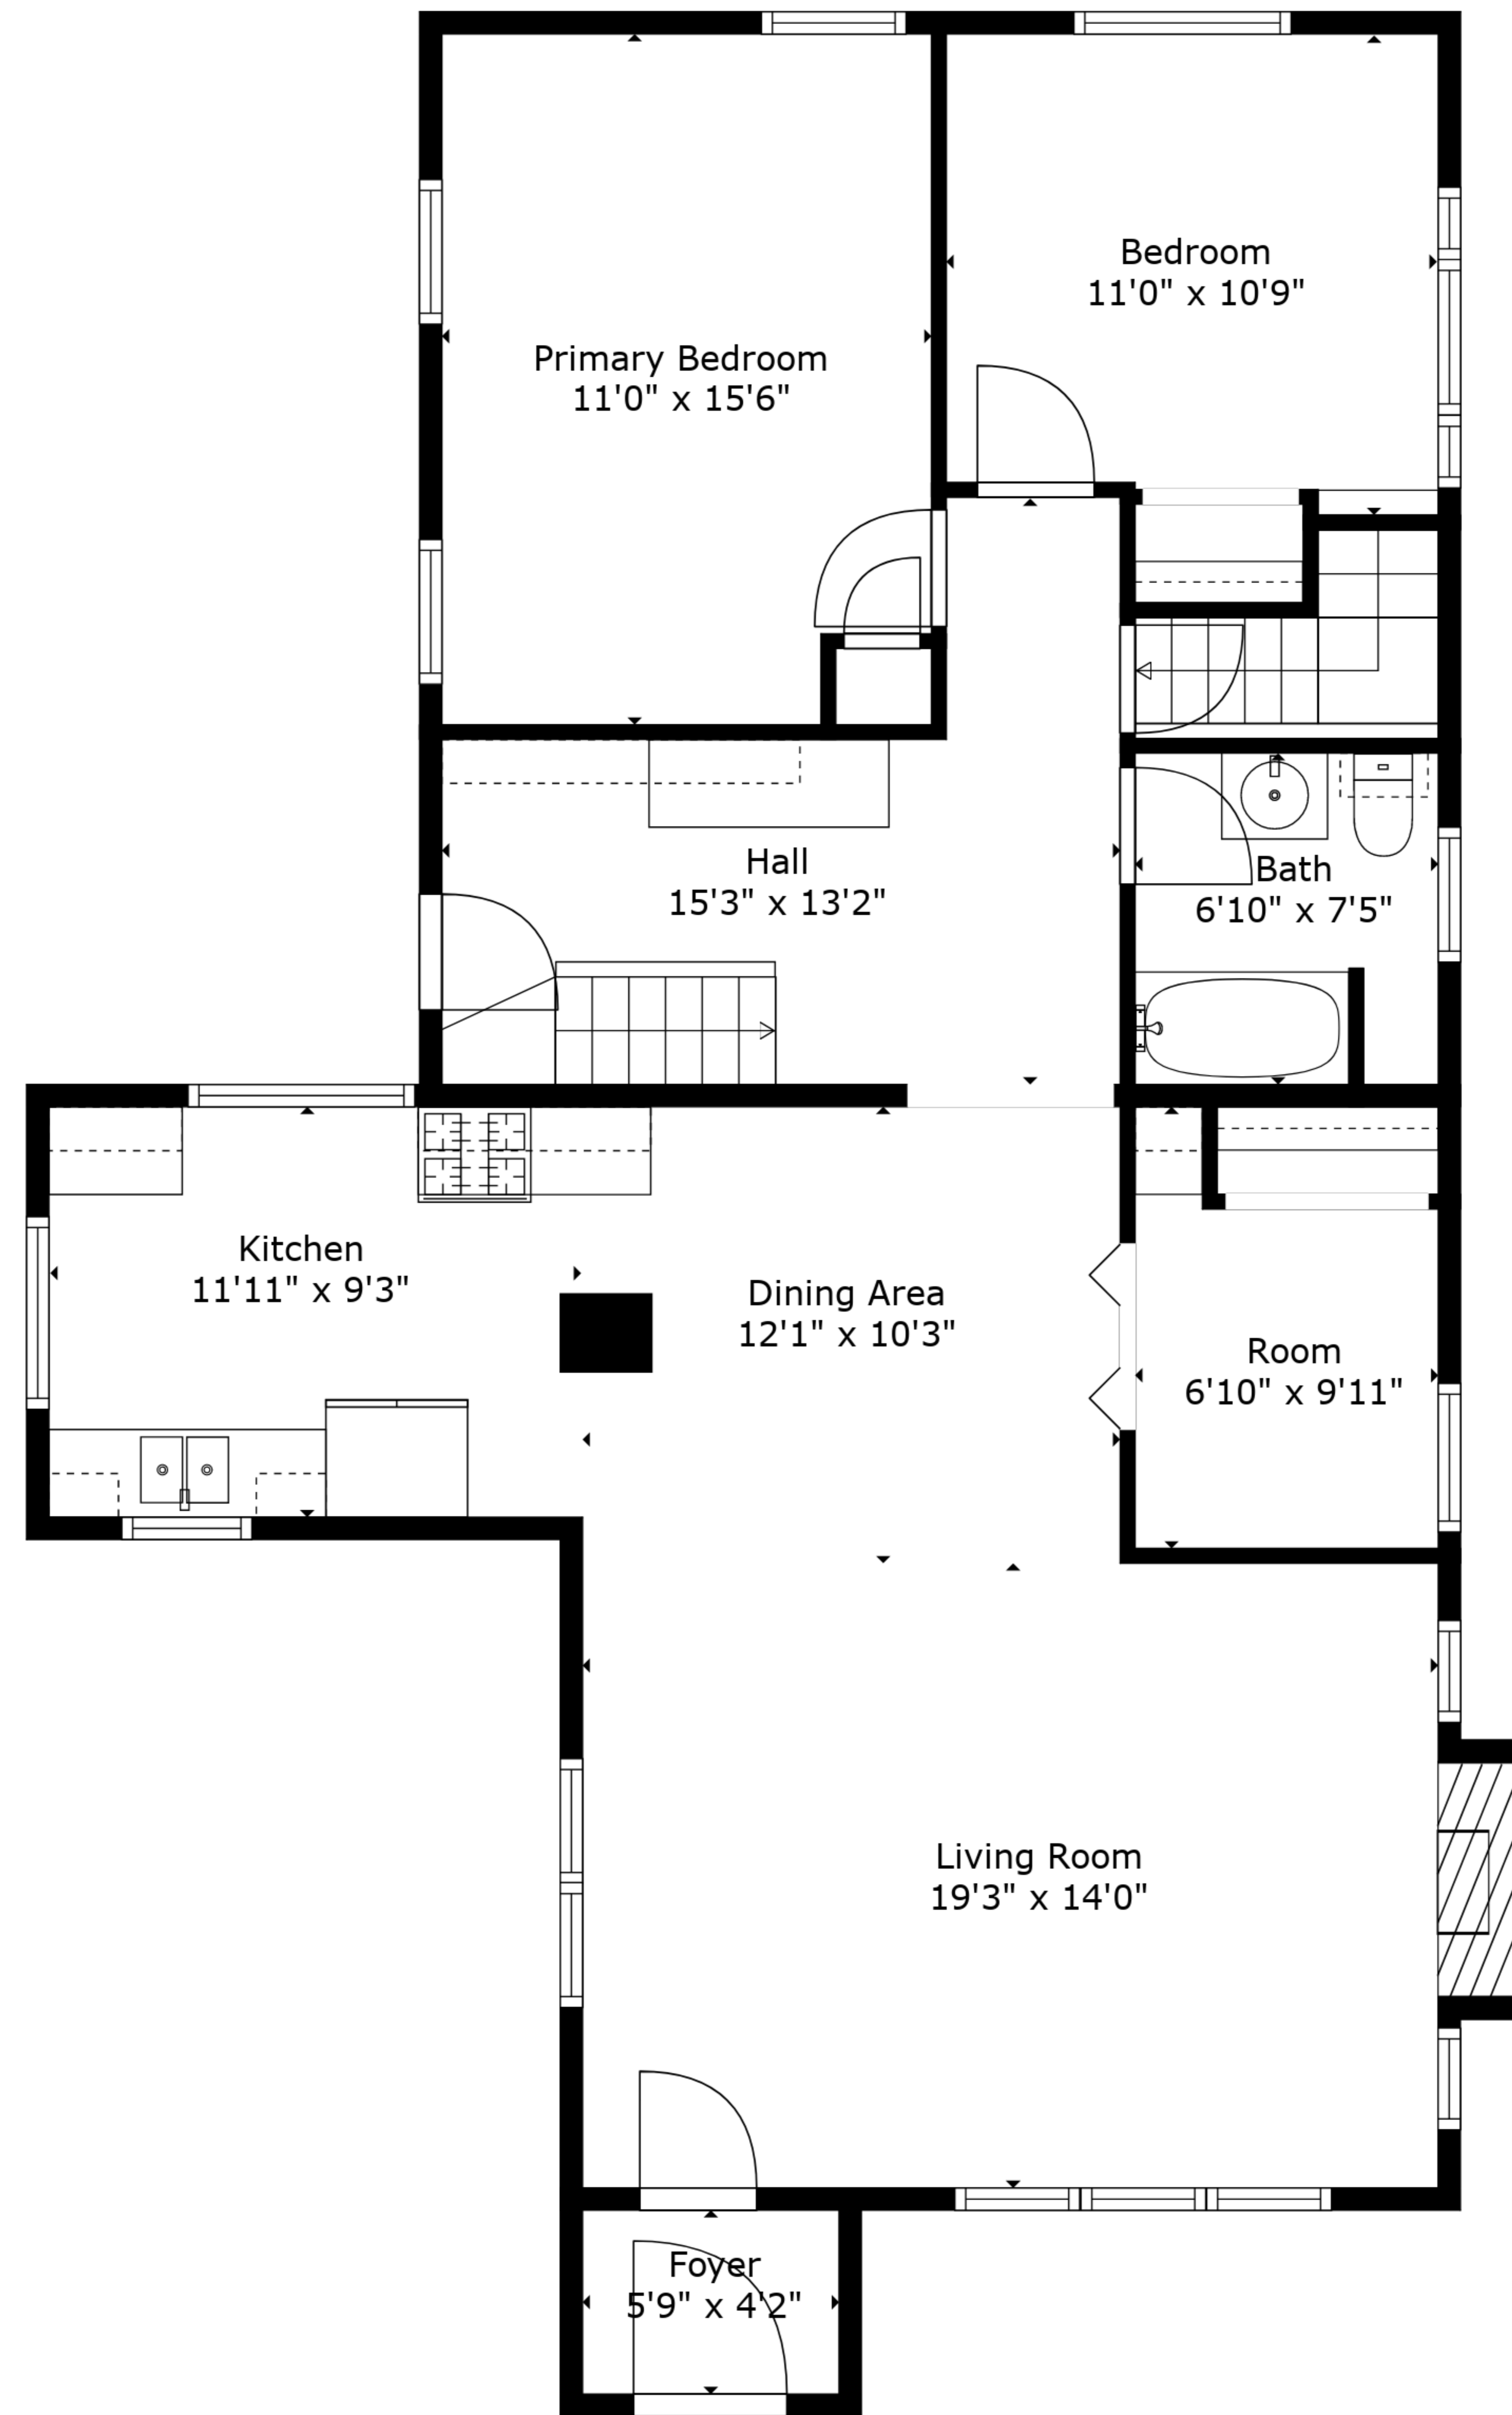 Bedroom
11'0" x 10'9"
Primary Bedroom
11'0" x 15'6"
Hall
15'3" x 13'2"
Bath
6'10" x 7'5"
Kitchen
11'11" x 9'3"
Dining Area
12'1" x 10'3"
Room
6'10" x 9'11"
Living Room
19'3" x 14'0"
Foyer
5'9" x 4'2"